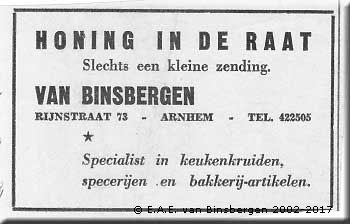 HONING IN DE RAAT
Slechts een kleine zending.
VAN BINSBERGEN
RIJNSTRAAT 73 - ARNHEM - TEL. 422505
★
Specialist in keukenkruiden,
specerijen en bakkerij-artikelen.
© E.A.E. van Binsbergen 2002-2017